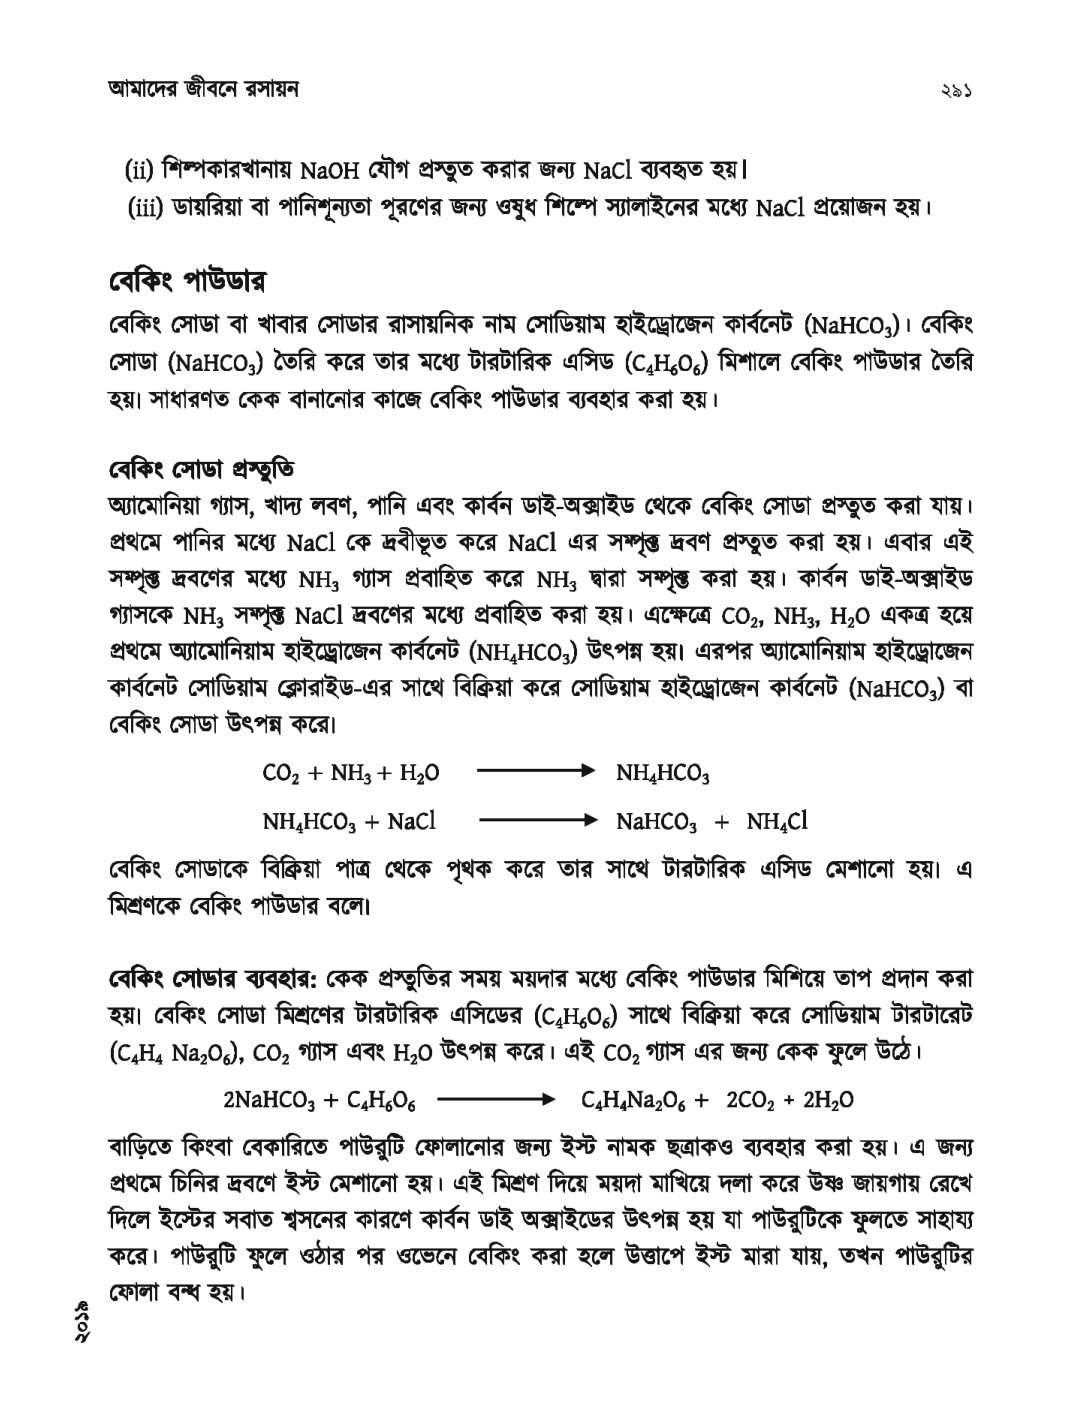 আমাদের জীবনে রসায়ন ২৯১
(ii) শিল্পকারখানায় NaOH যৌগ প্রস্তুত করার জন্য NaCl ব্যবহৃত হয়।
(iii) ডায়রিয়া বা পানিশূন্যতা পূরণের জন্য ওষুধ শিল্পে স্যালাইনের মধ্যে NaCl প্রয়োজন হয়।
বেকিং পাউডার
বেকিং সোডা বা খাবার সোডার রাসায়নিক নাম সোডিয়াম হাইড্রোজেন কার্বনেট (NaHCO₃)। বেকিং
সোডা (NaHCO₃) তৈরি করে তার মধ্যে টারটারিক এসিড (C₄H₆O₆) মিশালে বেকিং পাউডার তৈরি
হয়। সাধারণত কেক বানানোর কাজে বেকিং পাউডার ব্যবহার করা হয়।
বেকিং সোডা প্রস্তুতি
অ্যামোনিয়া গ্যাস, খাদ্য লবণ, পানি এবং কার্বন ডাই-অক্সাইড থেকে বেকিং সোডা প্রস্তুত করা যায়।
প্রথমে পানির মধ্যে NaCl কে দ্রবীভূত করে NaCl এর সম্পৃক্ত দ্রবণ প্রস্তুত করা হয়। এবার এই
সম্পৃক্ত দ্রবণের মধ্যে NH₃ গ্যাস প্রবাহিত করে NH₃ দ্বারা সম্পৃক্ত করা হয়। কার্বন ডাই-অক্সাইড
গ্যাসকে NH₃ সম্পৃক্ত NaCl দ্রবণের মধ্যে প্রবাহিত করা হয়। এক্ষেত্রে CO₂, NH₃, H₂O একত্র হয়ে
প্রথমে অ্যামোনিয়াম হাইড্রোজেন কার্বনেট (NH₄HCO₃) উৎপন্ন হয়। এরপর অ্যামোনিয়াম হাইড্রোজেন
কার্বনেট সোডিয়াম ক্লোরাইড-এর সাথে বিক্রিয়া করে সোডিয়াম হাইড্রোজেন কার্বনেট (NaHCO₃) বা
বেকিং সোডা উৎপন্ন করে।
CO₂ + NH₃ + H₂O ⟶ NH₄HCO₃
NH₄HCO₃ + NaCl ⟶ NaHCO₃ + NH₄Cl
বেকিং সোডাকে বিক্রিয়া পাত্র থেকে পৃথক করে তার সাথে টারটারিক এসিড মেশানো হয়। এ
মিশ্রণকে বেকিং পাউডার বলে।
বেকিং সোডার ব্যবহার: কেক প্রস্তুতির সময় ময়দার মধ্যে বেকিং পাউডার মিশিয়ে তাপ প্রদান করা
হয়। বেকিং সোডা মিশ্রণের টারটারিক এসিডের (C₄H₆O₆) সাথে বিক্রিয়া করে সোডিয়াম টারটারেট
(C₄H₄ Na₂O₆), CO₂ গ্যাস এবং H₂O উৎপন্ন করে। এই CO₂ গ্যাস এর জন্য কেক ফুলে উঠে।
2NaHCO₃ + C₄H₆O₆ ⟶ C₄H₄Na₂O₆ + 2CO₂ + 2H₂O
বাড়িতে কিংবা বেকারিতে পাউরুটি ফোলানোর জন্য ইস্ট নামক ছত্রাকও ব্যবহার করা হয়। এ জন্য
প্রথমে চিনির দ্রবণে ইস্ট মেশানো হয়। এই মিশ্রণ দিয়ে ময়দা মাখিয়ে দলা করে উষ্ণ জায়গায় রেখে
দিলে ইস্টের সবাত শ্বসনের কারণে কার্বন ডাই অক্সাইডের উৎপন্ন হয় যা পাউরুটিকে ফুলতে সাহায্য
করে। পাউরুটি ফুলে ওঠার পর ওভেনে বেকিং করা হলে উত্তাপে ইস্ট মারা যায়, তখন পাউরুটির
ফোলা বন্ধ হয়।
২০১৯